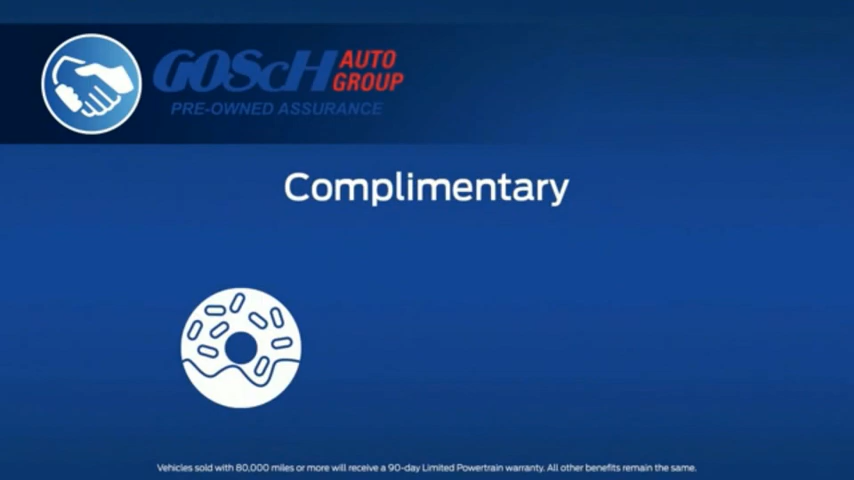 GOScH AUTO GROUP
PRE-OWNED ASSURANCE
Complimentary
Vehicles sold with 80,000 miles or more will receive a 90-day Limited Powertrain warranty. All other benefits remain the same.